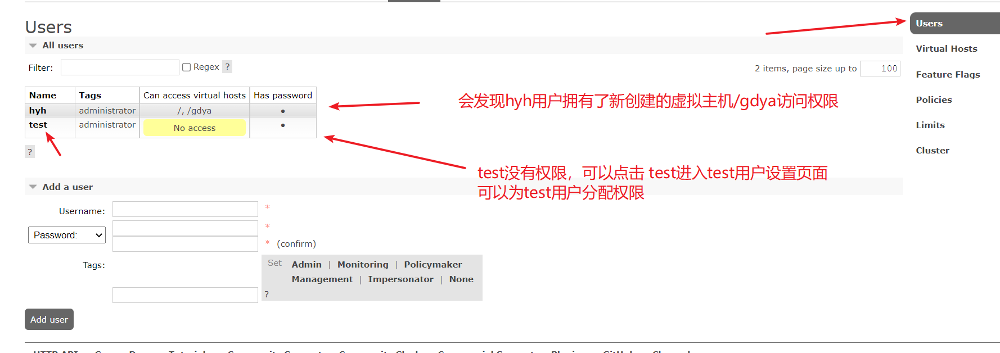 Users
Users
All users
Virtual Hosts
Filter:
Regex ?
2 items, page size up to 100
Feature Flags
Name Tags Can access virtual hosts Has password
会发现hyh用户拥有了新创建的虚拟主机/gdya访问权限
Policies
hyh administrator /, /gdya ●
test administrator No access ●
Limits
?
Cluster
test没有权限，可以点击 test进入test用户设置页面
可以为test用户分配权限
Add a user
Username: *
Password: *
* (confirm)
Tags:
Set Admin | Monitoring | Policymaker
Management | Impersonator | None
?
Add user